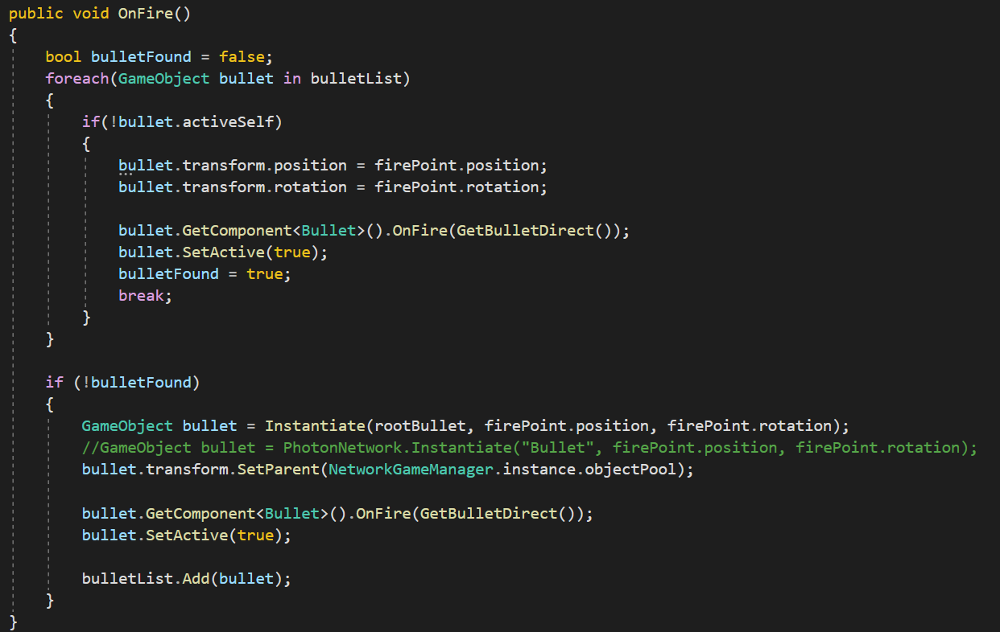 public void OnFire()
{
bool bulletFound = false;
foreach(GameObject bullet in bulletList)
{
if(!bullet.activeSelf)
{
bullet.transform.position = firePoint.position;
bullet.transform.rotation = firePoint.rotation;
bullet.GetComponent<Bullet>().OnFire(GetBulletDirect());
bullet.SetActive(true);
bulletFound = true;
break;
}
}
if (!bulletFound)
{
GameObject bullet = Instantiate(rootBullet, firePoint.position, firePoint.rotation);
//GameObject bullet = PhotonNetwork.Instantiate("Bullet", firePoint.position, firePoint.rotation);
bullet.transform.SetParent(NetworkGameManager.instance.objectPool);
bullet.GetComponent<Bullet>().OnFire(GetBulletDirect());
bullet.SetActive(true);
bulletList.Add(bullet);
}
}